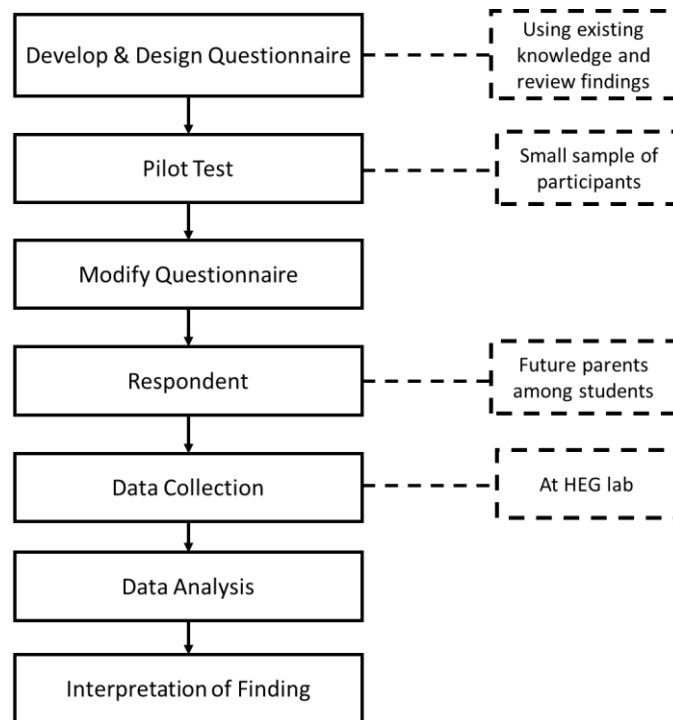 Develop & Design Questionnaire
Using existing
knowledge and
review findings
Pilot Test
Small sample of
participants
Modify Questionnaire
Respondent
Future parents
among students
Data Collection
At HEG lab
Data Analysis
Interpretation of Finding